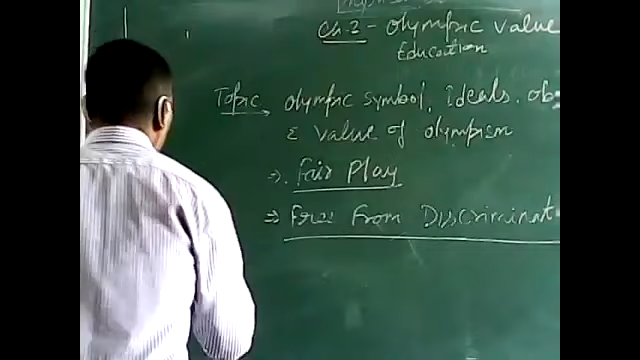 Ch.2 - Olympic Value
Education
Topic Olympic symbol, Ideals, Ob
& value of olympism
⇒. Fair Play
⇒ Free From Discriminat